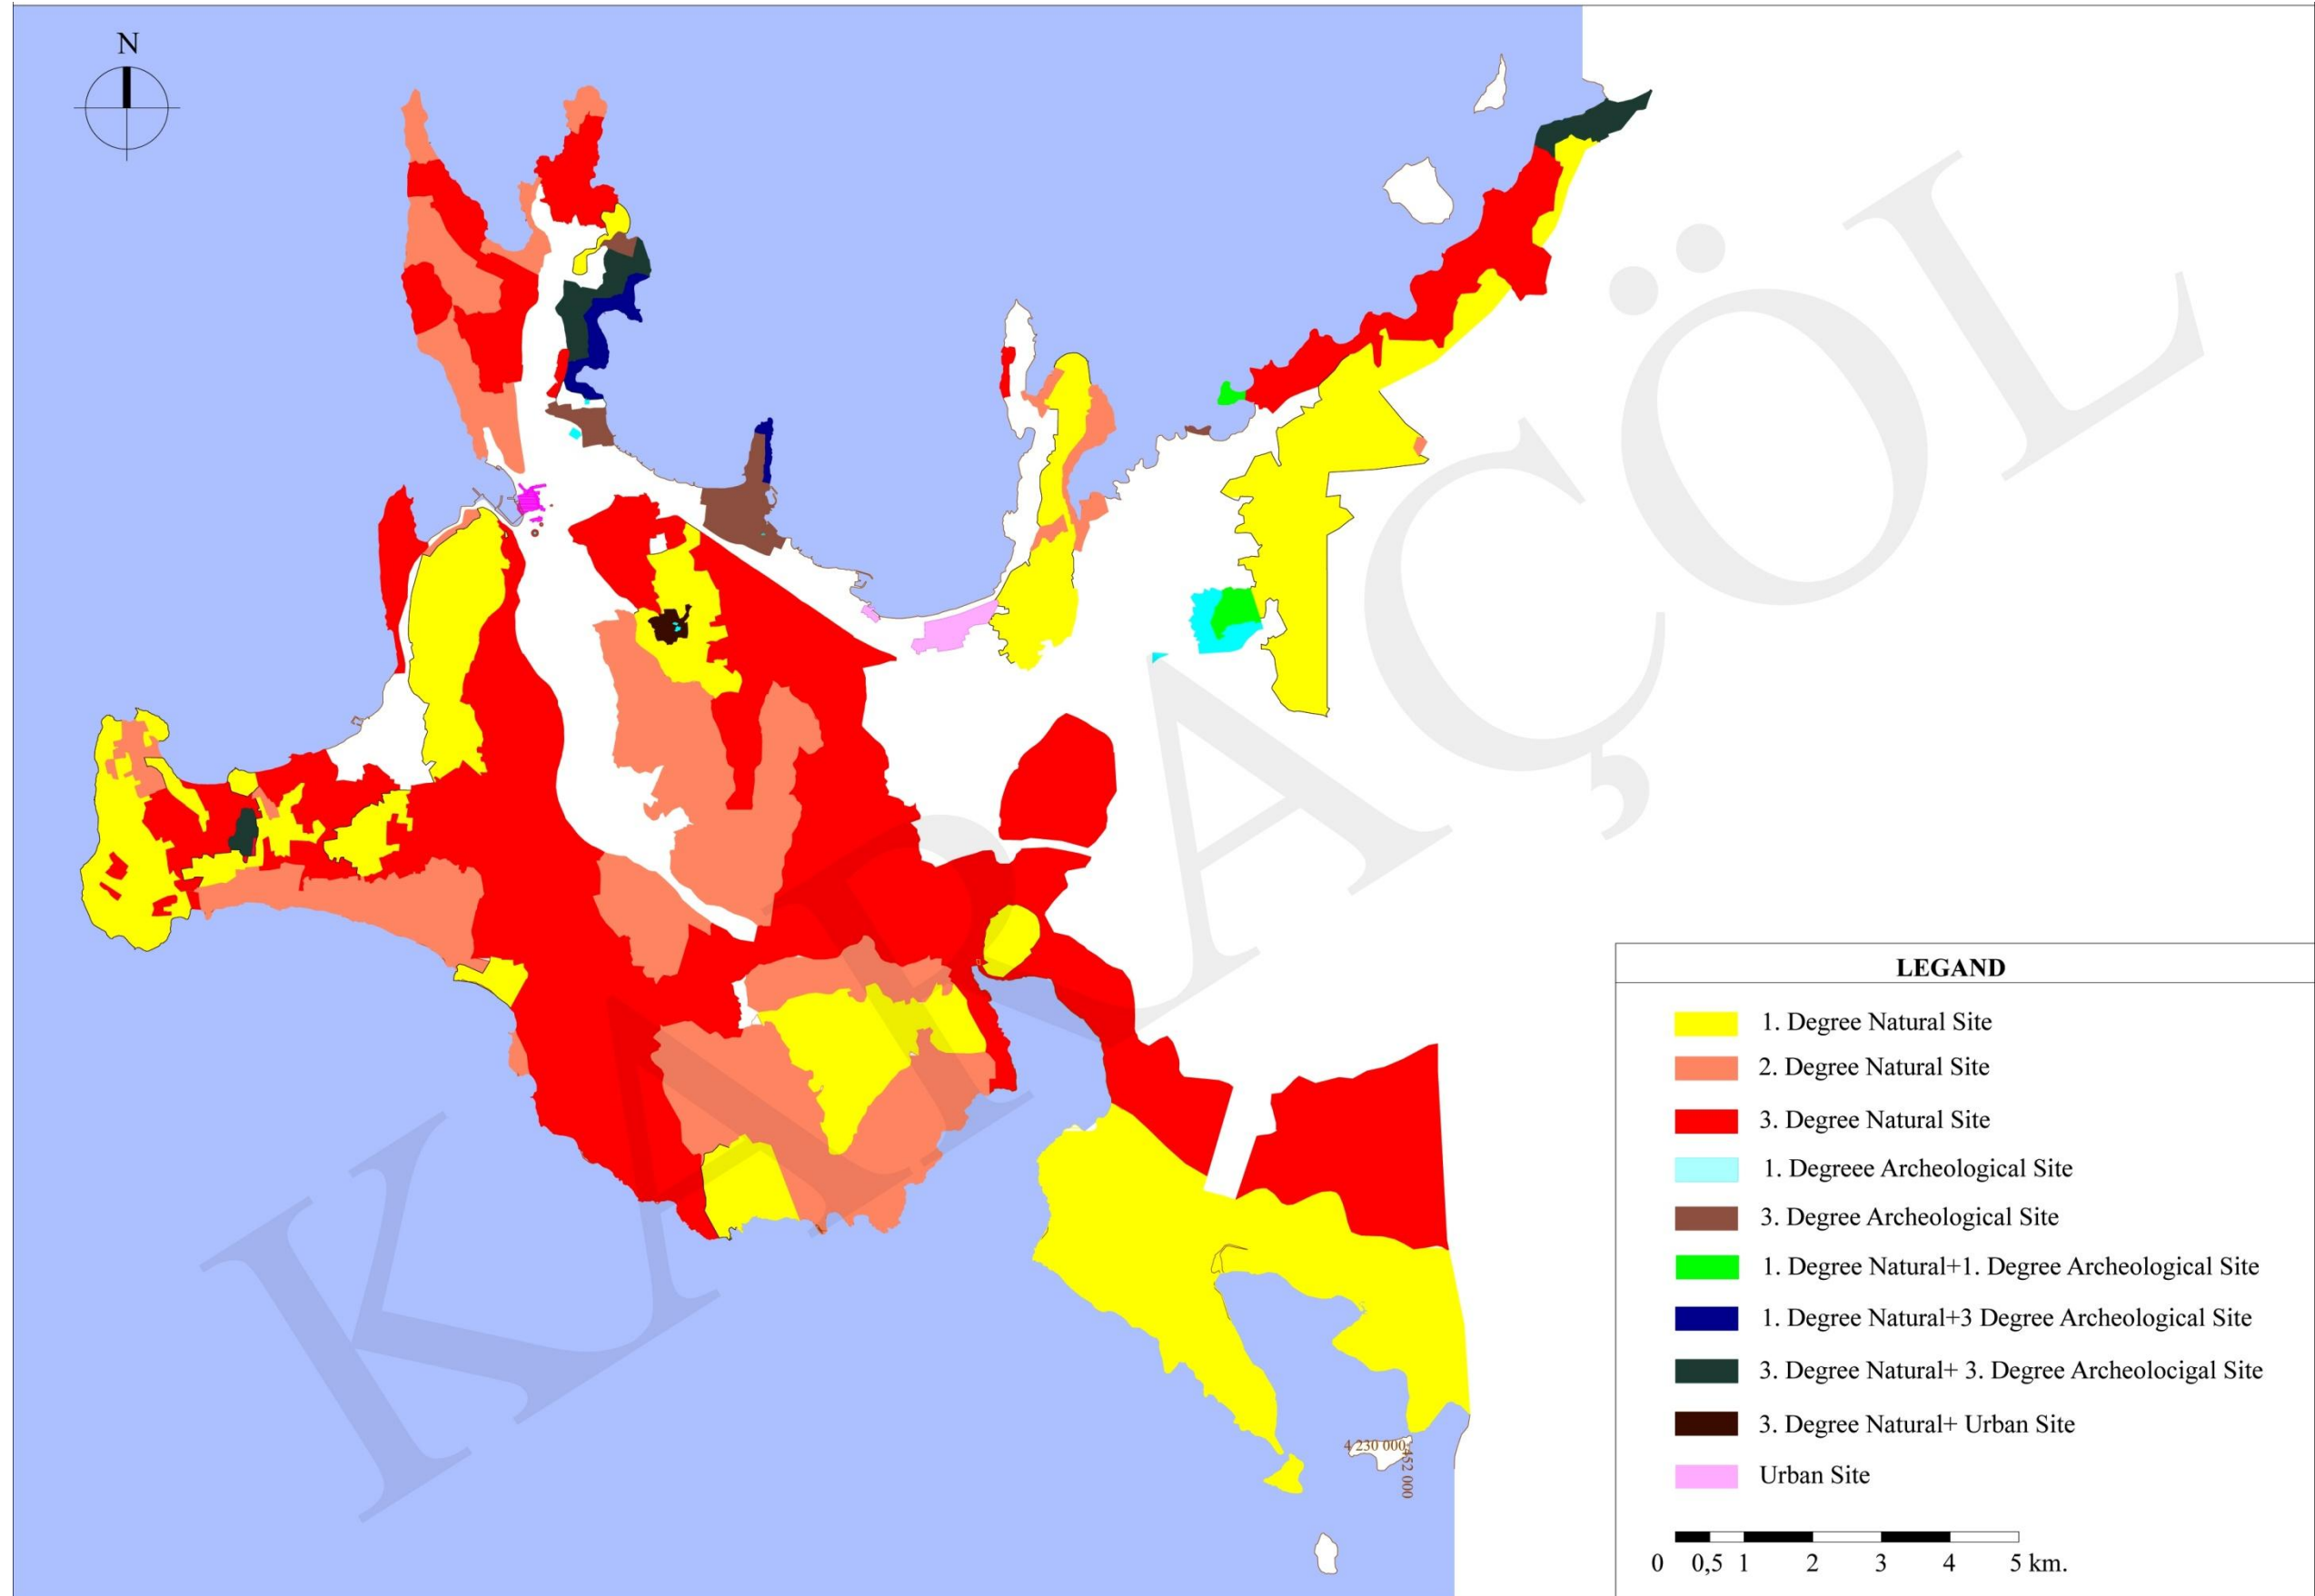 N
KARAÇÖL
LEGAND
1. Degree Natural Site
2. Degree Natural Site
3. Degree Natural Site
1. Degreee Archeological Site
3. Degree Archeological Site
1. Degree Natural+1. Degree Archeological Site
1. Degree Natural+3 Degree Archeological Site
3. Degree Natural+ 3. Degree Archeolocigal Site
3. Degree Natural+ Urban Site
Urban Site
4 230 000
452 000
0 0,5 1 2 3 4 5 km.